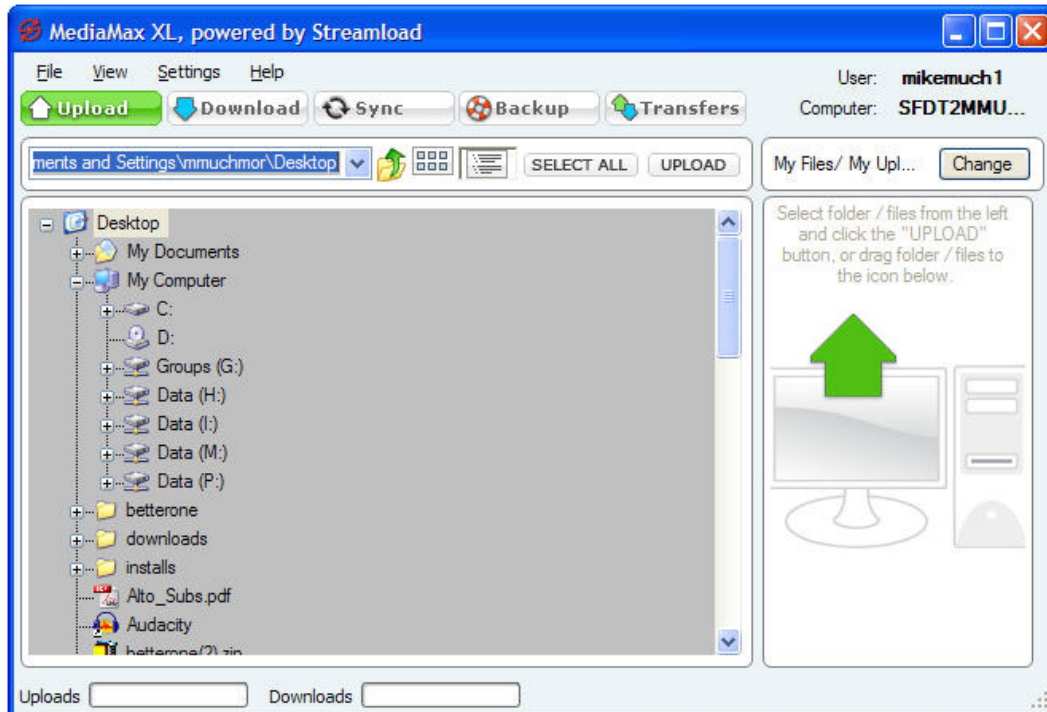 MediaMax XL, powered by Streamload
File View Settings Help
User: mikemuch1
Upload Download Sync Backup Transfers
Computer: SFDT2MMU...
ments and Settings\mmuchmor\Desktop SELECT ALL UPLOAD
My Files/ My Upl... Change
Desktop
My Documents
My Computer
C:
D:
Groups (G:)
Data (H:)
Data (I:)
Data (M:)
Data (P:)
betterone
downloads
installs
Alto_Subs.pdf
Audacity
betterone(2).zip
Select folder / files from the left
and click the "UPLOAD"
button, or drag folder / files to
the icon below.
Uploads Downloads